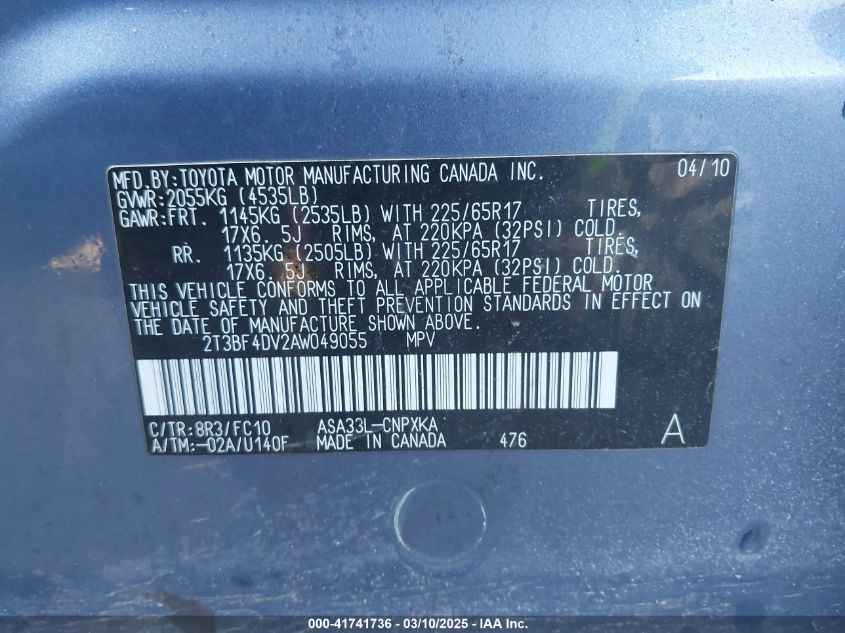 MFD.BY:TOYOTA MOTOR MANUFACTURING CANADA INC. 04/10
GVWR:2055KG (4535LB)
GAWR:FRT. 1145KG (2535LB) WITH 225/65R17 TIRES,
17X6. 5J RIMS, AT 220KPA (32PSI) COLD.
RR. 1135KG (2505LB) WITH 225/65R17 TIRES,
17X6. 5J RIMS, AT 220KPA (32PSI) COLD.
THIS VEHICLE CONFORMS TO ALL APPLICABLE FEDERAL MOTOR
VEHICLE SAFETY AND THEFT PREVENTION STANDARDS IN EFFECT ON
THE DATE OF MANUFACTURE SHOWN ABOVE.
2T3BF4DV2AW049055 MPV
C/TR:8R3/FC10 ASA33L-CNPXKA
A/TM:-02A/U140F MADE IN CANADA 476 A
000-41741736 - 03/10/2025 - IAA, Inc.